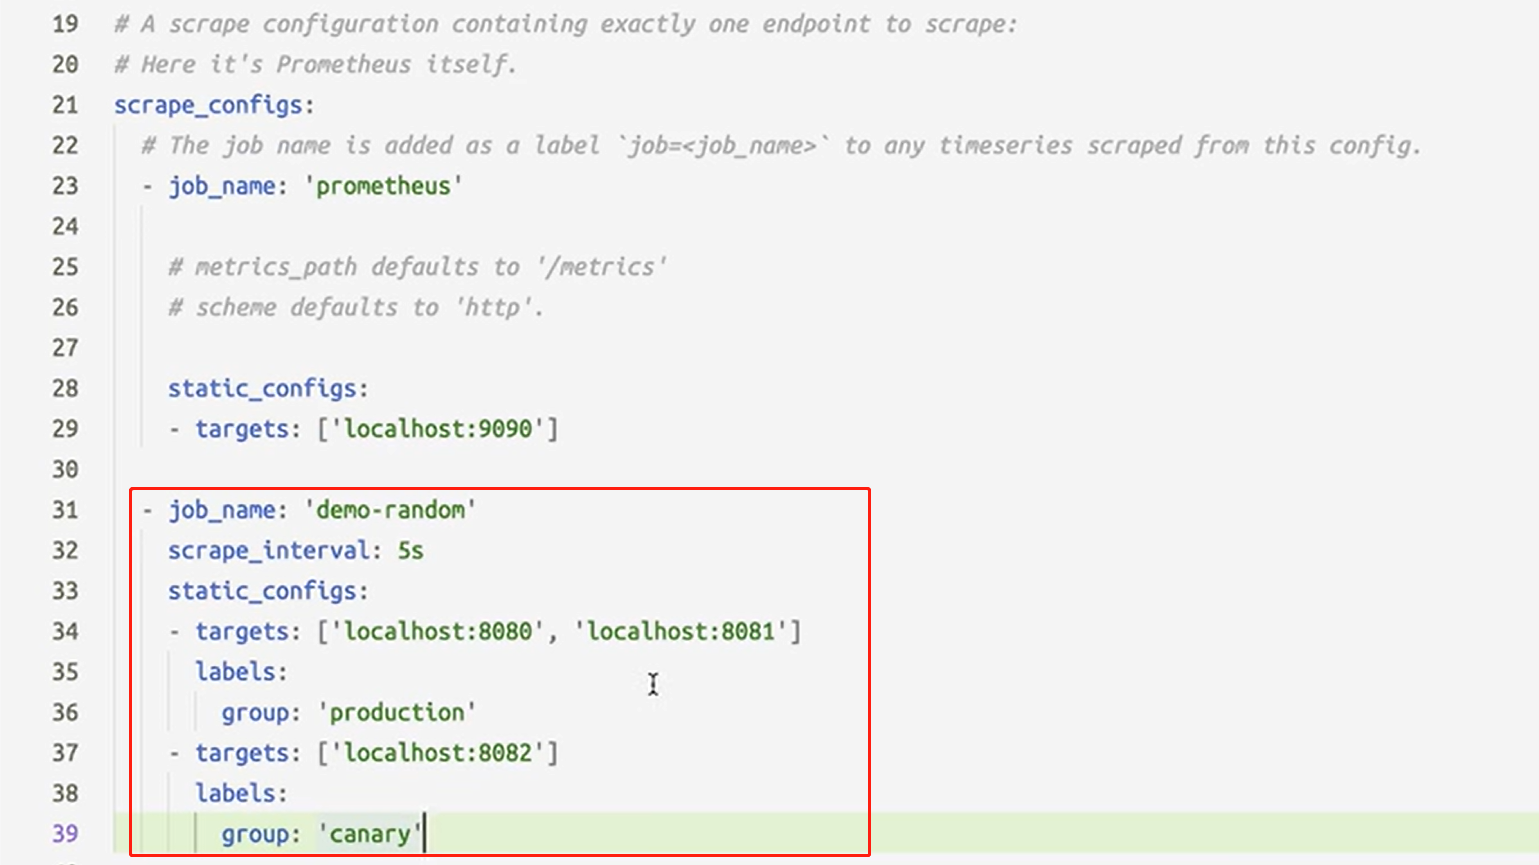 19 # A scrape configuration containing exactly one endpoint to scrape:
20 # Here it's Prometheus itself.
21 scrape_configs:
22 # The job name is added as a label `job=<job_name>` to any timeseries scraped from this config.
23 - job_name: 'prometheus'
24
25 # metrics_path defaults to '/metrics'
26 # scheme defaults to 'http'.
27
28 static_configs:
29 - targets: ['localhost:9090']
30
31 - job_name: 'demo-random'
32 scrape_interval: 5s
33 static_configs:
34 - targets: ['localhost:8080', 'localhost:8081']
35 labels:
36 group: 'production'
37 - targets: ['localhost:8082']
38 labels:
39 group: 'canary'